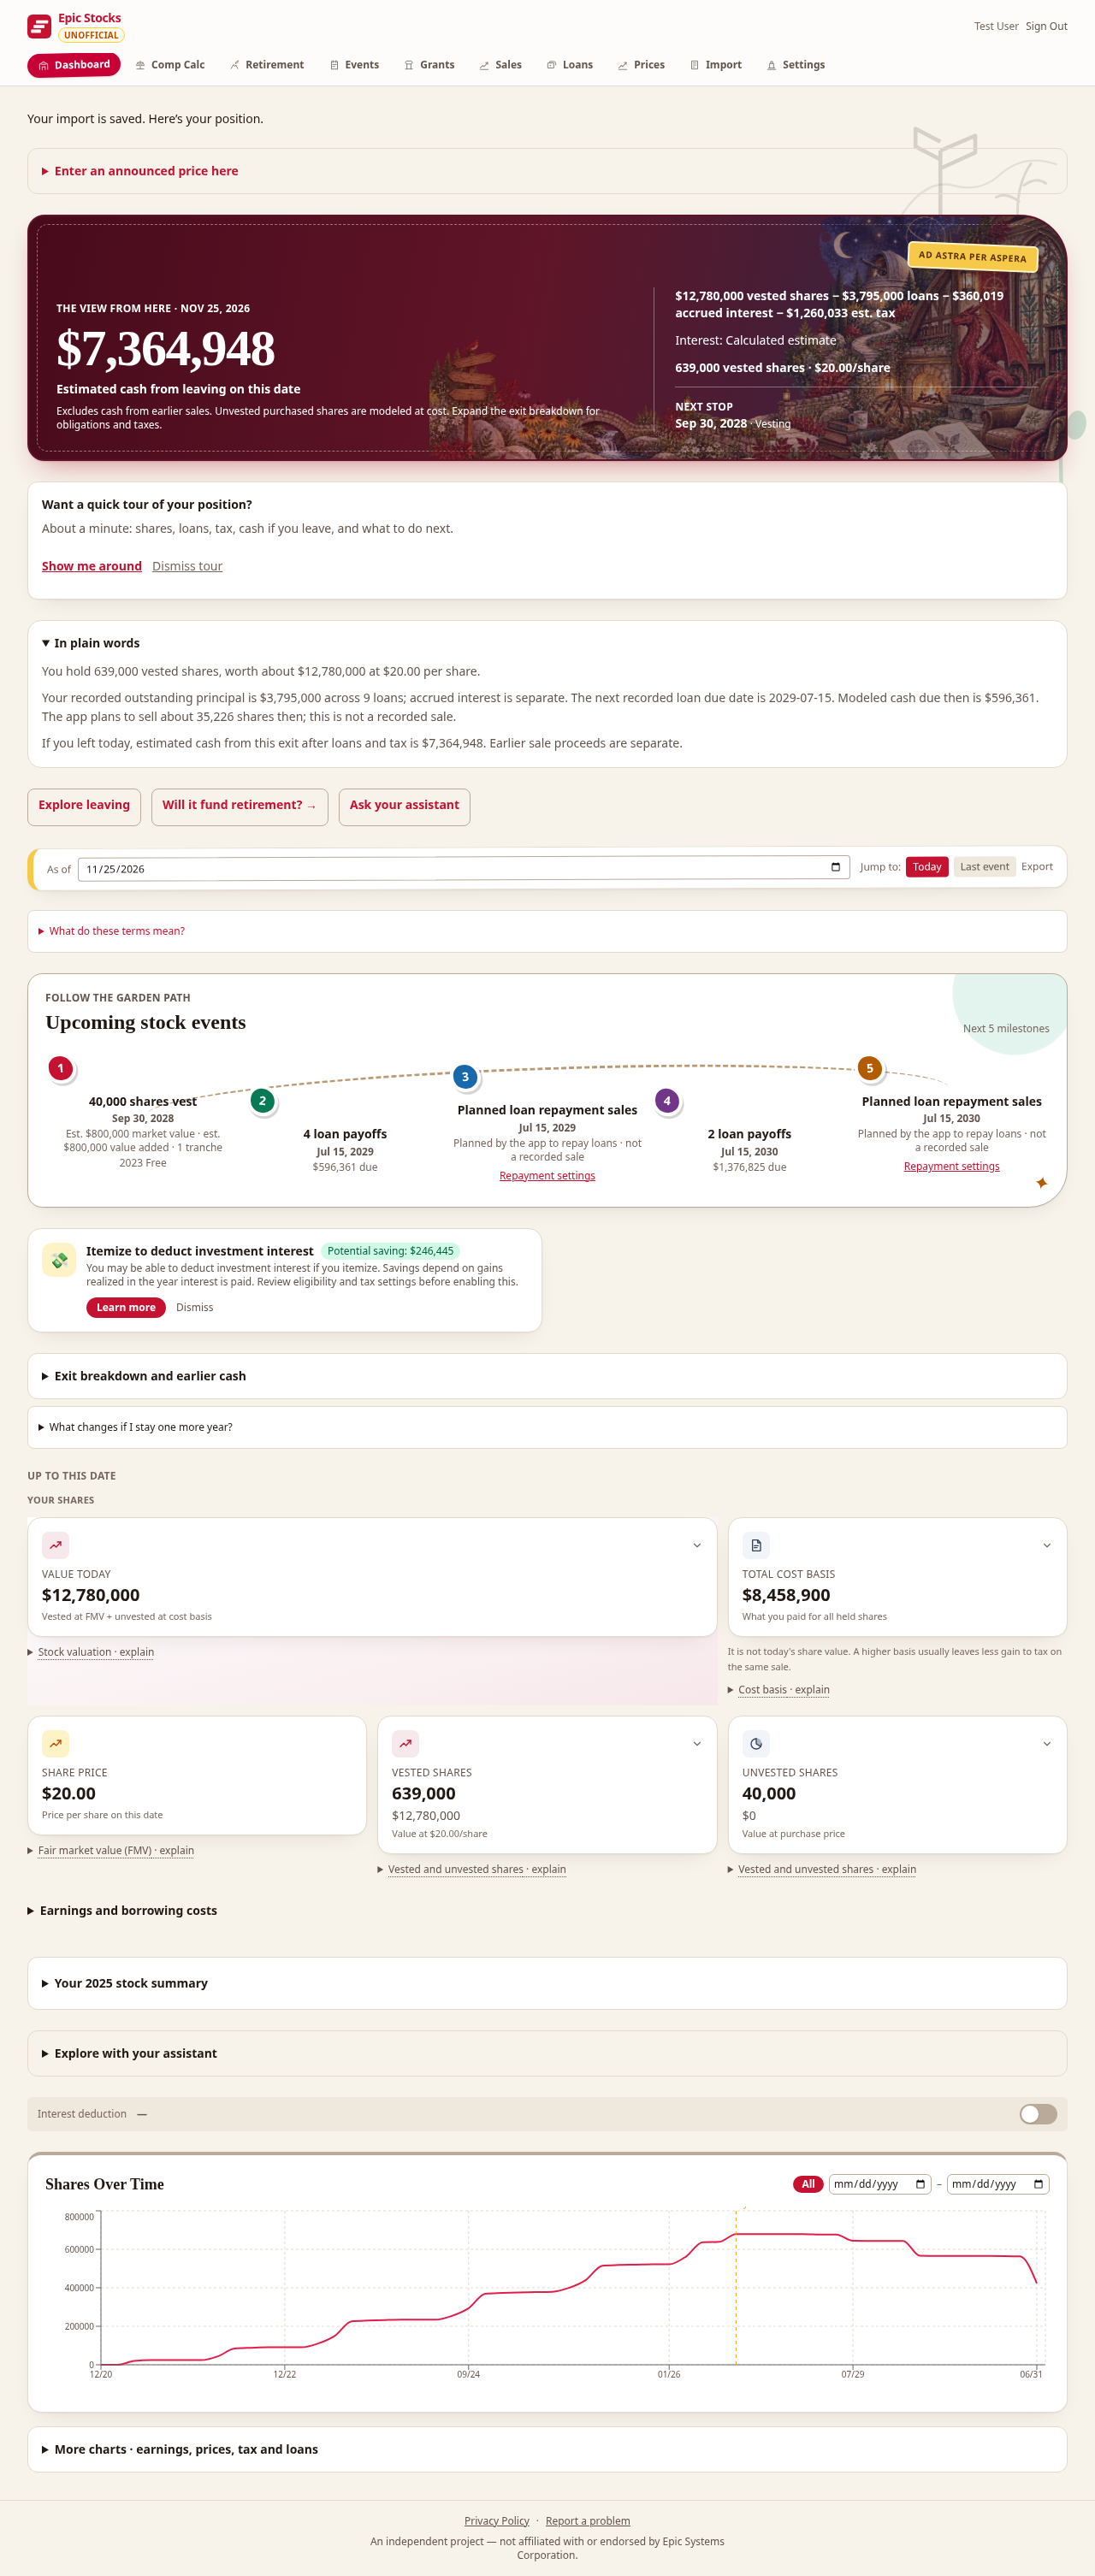 Epic Stocks
UNOFFICIAL
Test User Sign Out
Dashboard Comp Calc Retirement Events Grants Sales Loans Prices Import Settings
Your import is saved. Here's your position.
▶ Enter an announced price here
AD ASTRA PER ASPERA
THE VIEW FROM HERE · NOV 25, 2026
$7,364,948
Estimated cash from leaving on this date
Excludes cash from earlier sales. Unvested purchased shares are modeled at cost. Expand the exit breakdown for
obligations and taxes.
$12,780,000 vested shares − $3,795,000 loans − $360,019
accrued interest − $1,260,033 est. tax
Interest: Calculated estimate
639,000 vested shares · $20.00/share
NEXT STOP
Sep 30, 2028 · Vesting
Want a quick tour of your position?
About a minute: shares, loans, tax, cash if you leave, and what to do next.
Show me around Dismiss tour
▼ In plain words
You hold 639,000 vested shares, worth about $12,780,000 at $20.00 per share.
Your recorded outstanding principal is $3,795,000 across 9 loans; accrued interest is separate. The next recorded loan due date is 2029-07-15. Modeled cash due then is $596,361.
The app plans to sell about 35,226 shares then; this is not a recorded sale.
If you left today, estimated cash from this exit after loans and tax is $7,364,948. Earlier sale proceeds are separate.
Explore leaving
Will it fund retirement? →
Ask your assistant
As of 11/25/2026 Jump to: Today Last event Export
▶ What do these terms mean?
FOLLOW THE GARDEN PATH
Upcoming stock events
Next 5 milestones
1
40,000 shares vest
Sep 30, 2028
Est. $800,000 market value · est.
$800,000 value added · 1 tranche
2023 Free
2
4 loan payoffs
Jul 15, 2029
$596,361 due
3
Planned loan repayment sales
Jul 15, 2029
Planned by the app to repay loans · not
a recorded sale
Repayment settings
4
2 loan payoffs
Jul 15, 2030
$1,376,825 due
5
Planned loan repayment sales
Jul 15, 2030
Planned by the app to repay loans · not
a recorded sale
Repayment settings
Itemize to deduct investment interest Potential saving: $246,445
You may be able to deduct investment interest if you itemize. Savings depend on gains
realized in the year interest is paid. Review eligibility and tax settings before enabling this.
Learn more Dismiss
▶ Exit breakdown and earlier cash
▶ What changes if I stay one more year?
UP TO THIS DATE
YOUR SHARES
VALUE TODAY
$12,780,000
Vested at FMV + unvested at cost basis
▶ Stock valuation · explain
TOTAL COST BASIS
$8,458,900
What you paid for all held shares
It is not today's share value. A higher basis usually leaves less gain to tax on
the same sale.
▶ Cost basis · explain
SHARE PRICE
$20.00
Price per share on this date
▶ Fair market value (FMV) · explain
VESTED SHARES
639,000
$12,780,000
Value at $20.00/share
▶ Vested and unvested shares · explain
UNVESTED SHARES
40,000
$0
Value at purchase price
▶ Vested and unvested shares · explain
▶ Earnings and borrowing costs
▶ Your 2025 stock summary
▶ Explore with your assistant
Interest deduction —
Shares Over Time
All mm/dd/yyyy – mm/dd/yyyy
800000
600000
400000
200000
0
12/20 12/22 09/24 01/26 07/29 06/31
▶ More charts · earnings, prices, tax and loans
Privacy Policy · Report a problem
An independent project — not affiliated with or endorsed by Epic Systems
Corporation.